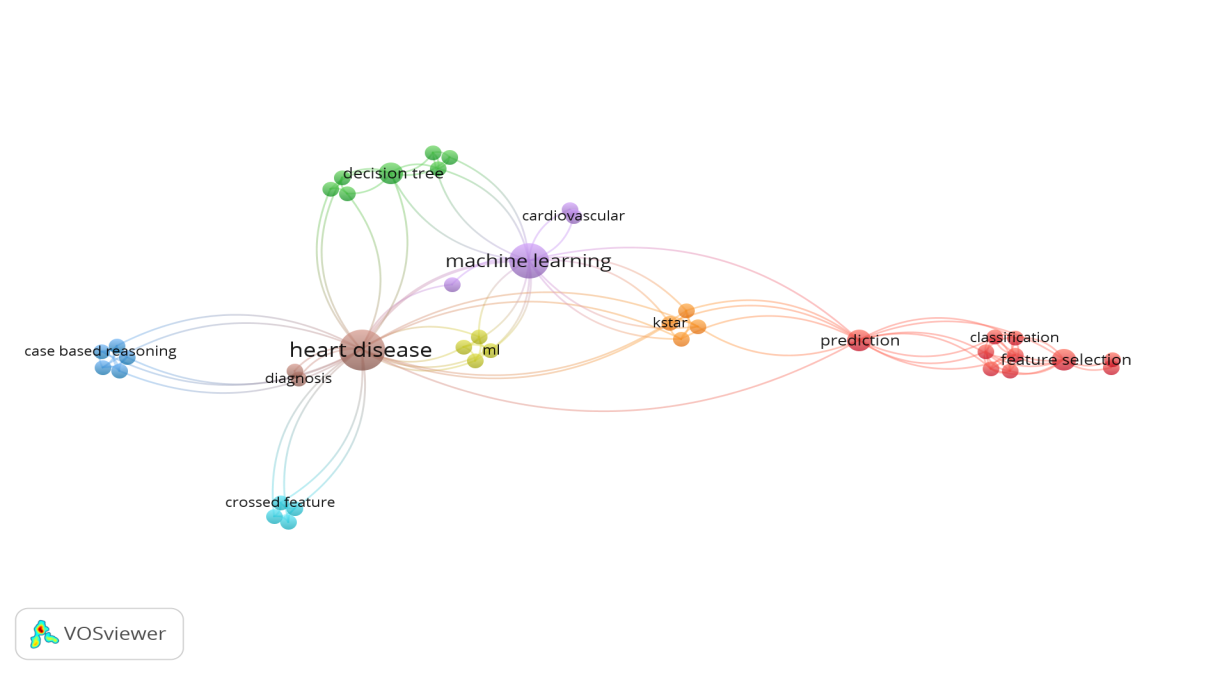 decision tree
cardiovascular
machine learning
kstar
classification
prediction
heart disease
ml
case based reasoning
feature selection
diagnosis
crossed feature
VOSviewer